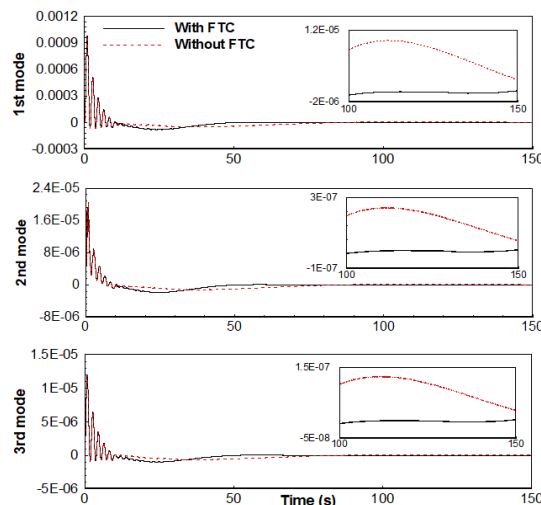 0.0012
0.0009
0.0006
0.0003
0
-0.0003
1st mode
With FTC
Without FTC
1.2E-05
-2E-06
100
150
0
50
100
150
2.4E-05
1.6E-05
8E-06
0
-8E-06
2nd mode
3E-07
-1E-07
100
150
0
50
100
150
1.5E-05
1E-05
5E-06
0
-5E-06
3rd mode
1.5E-07
-5E-08
100
150
0
50
100
150
Time (s)